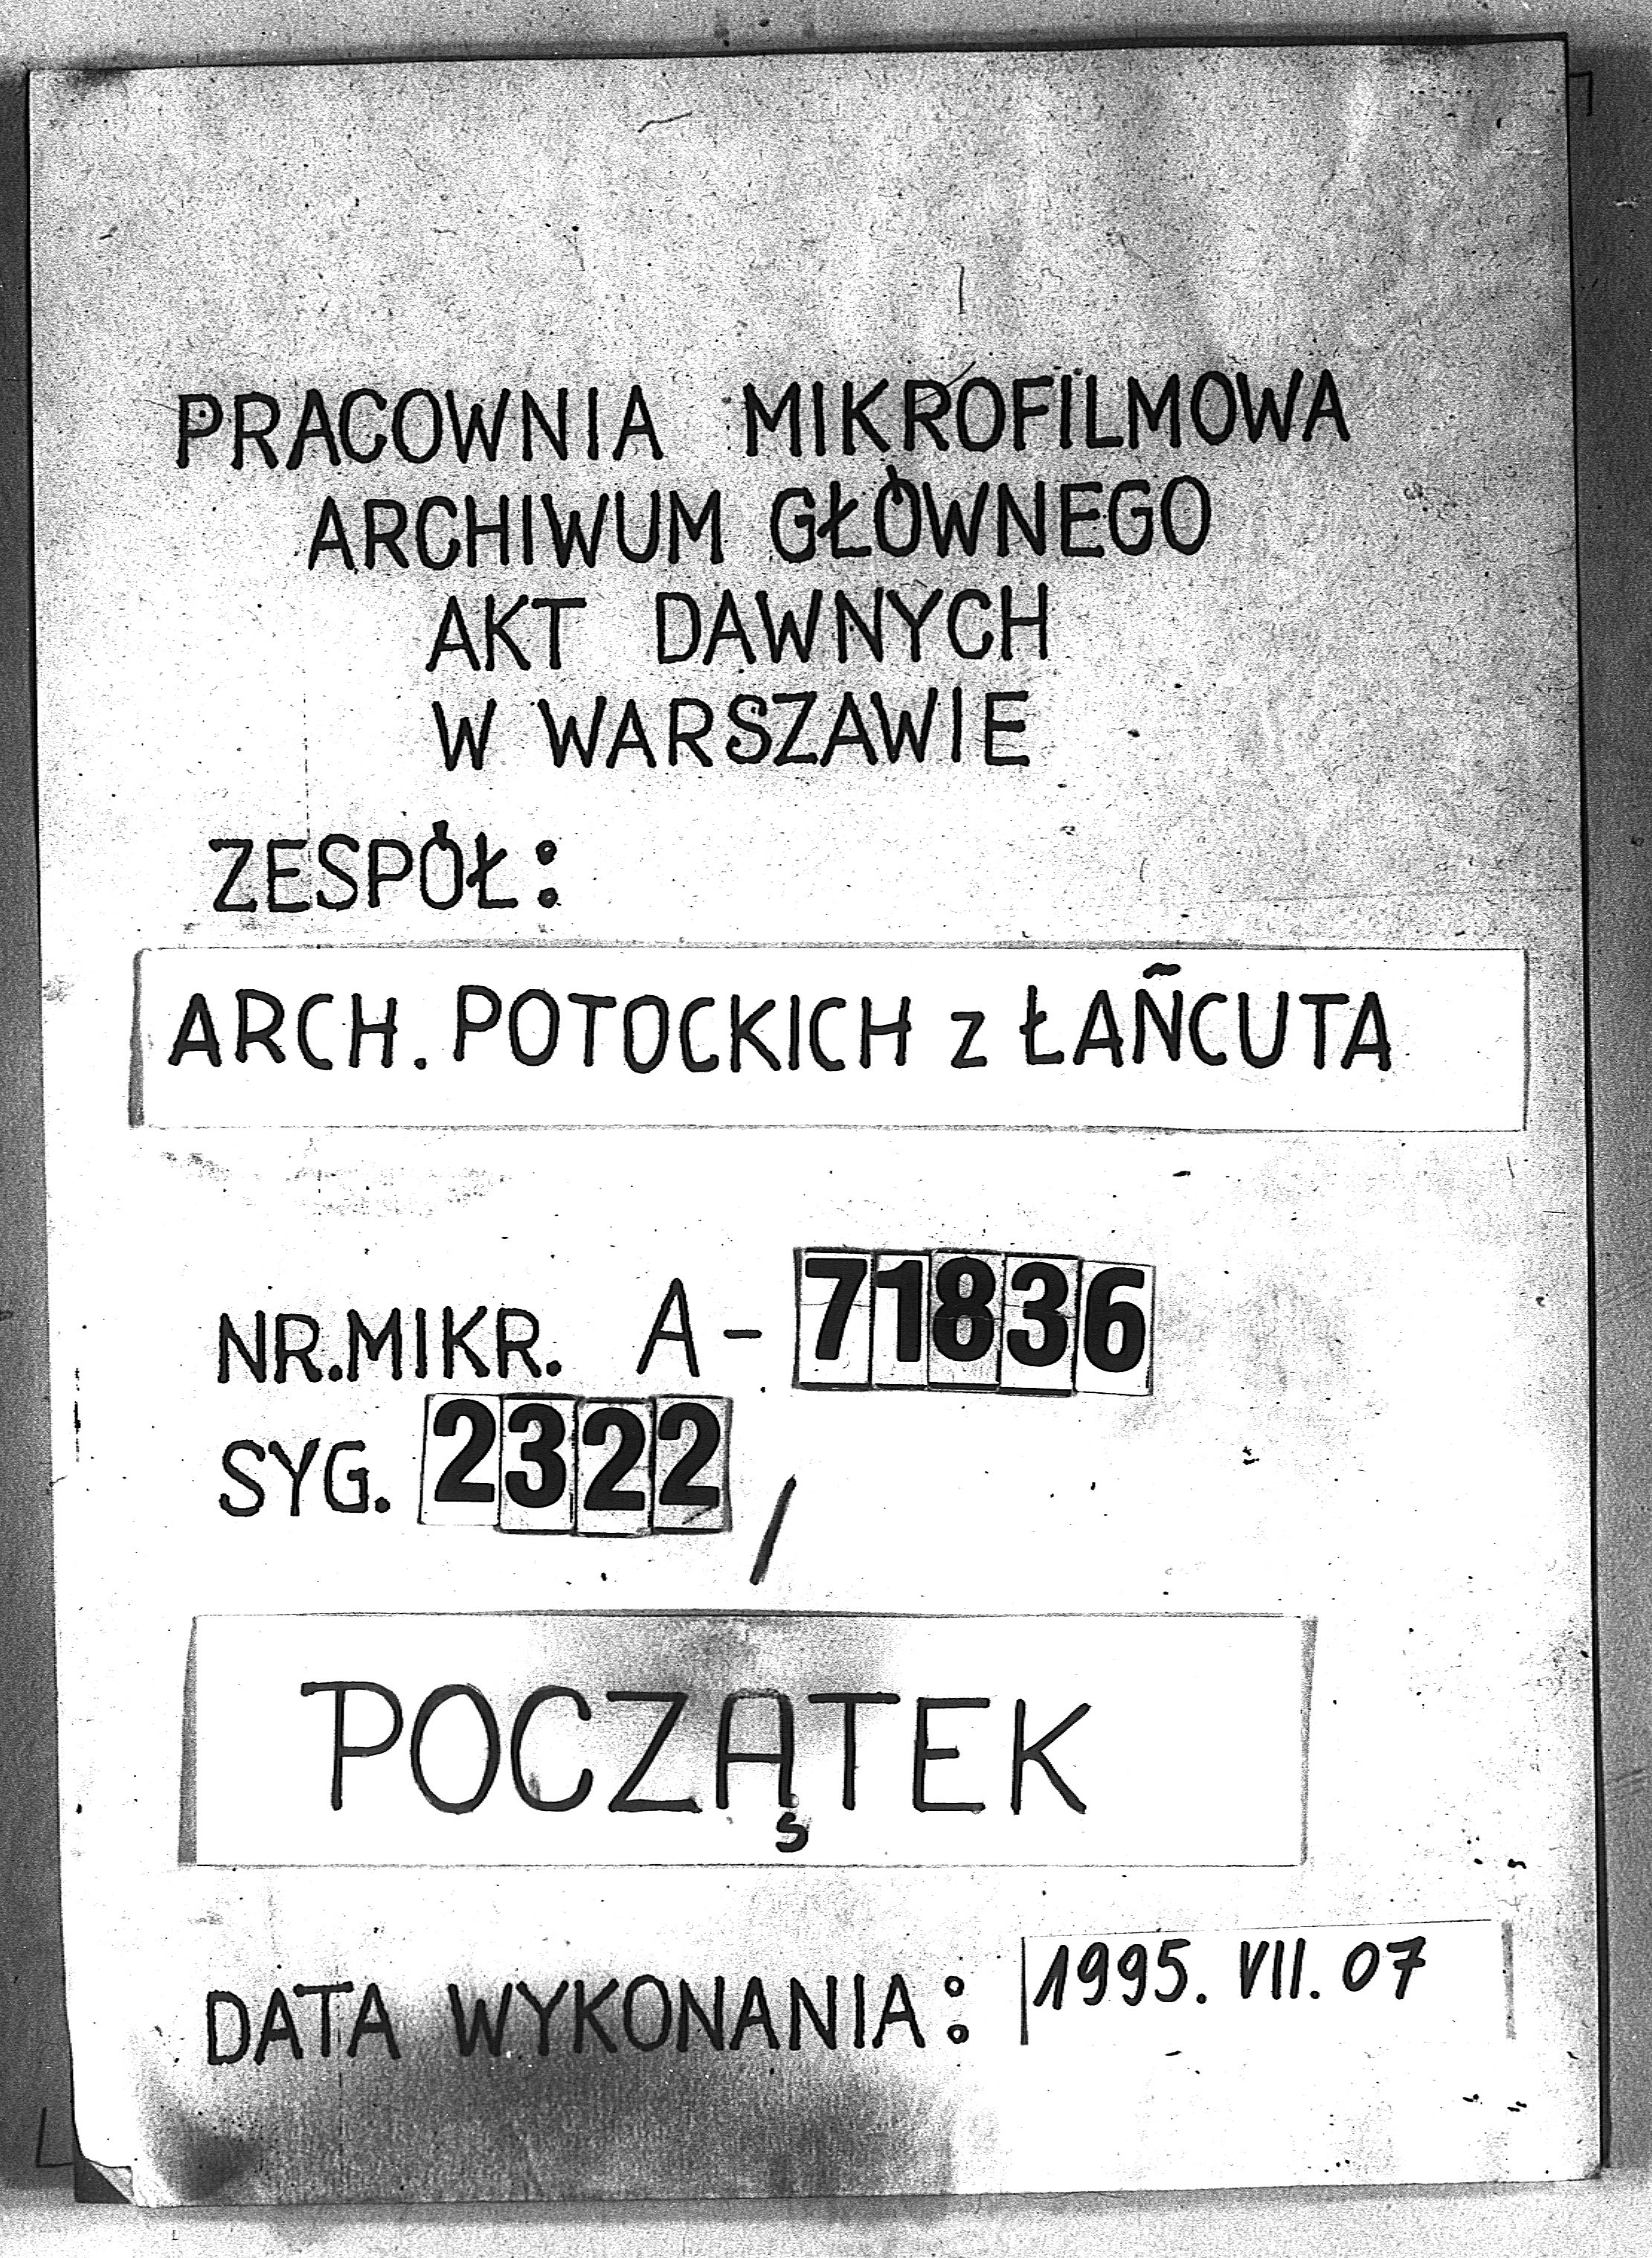 PRACOWNIA MIKROFILMOWA
ARCHIWUM GŁÓWNEGO
AKT DAWNYCH
W WARSZAWIE
ZESPÓŁ:
ARCH. POTOCKICH z ŁAŃCUTA
NR. MIKR. A-71836
SYG. 2322/
POCZĄTEK
DATA WYKONANIA: 1995. VII. 07